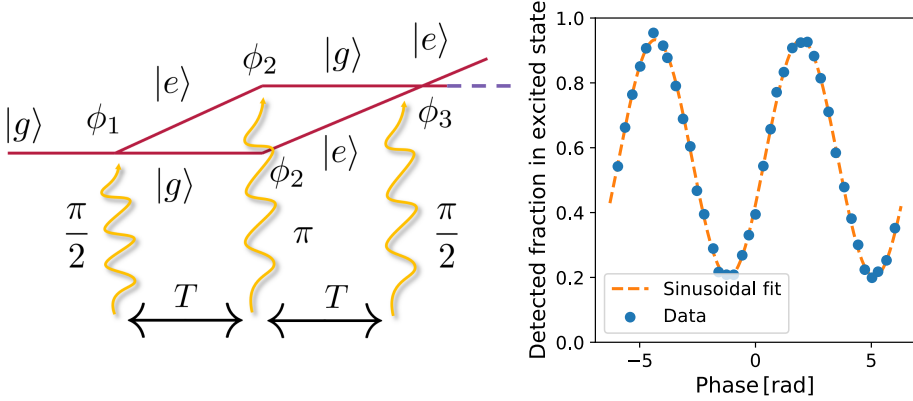 |e⟩
ϕ₂
|g⟩
|e⟩
|g⟩
ϕ₁
ϕ₃
|g⟩
ϕ₂
|e⟩
π/2
π
π/2
T
T
1.0
0.8
0.6
0.4
0.2
0.0
Detected fraction in excited state
Sinusoidal fit
Data
−5
0
5
Phase [rad]